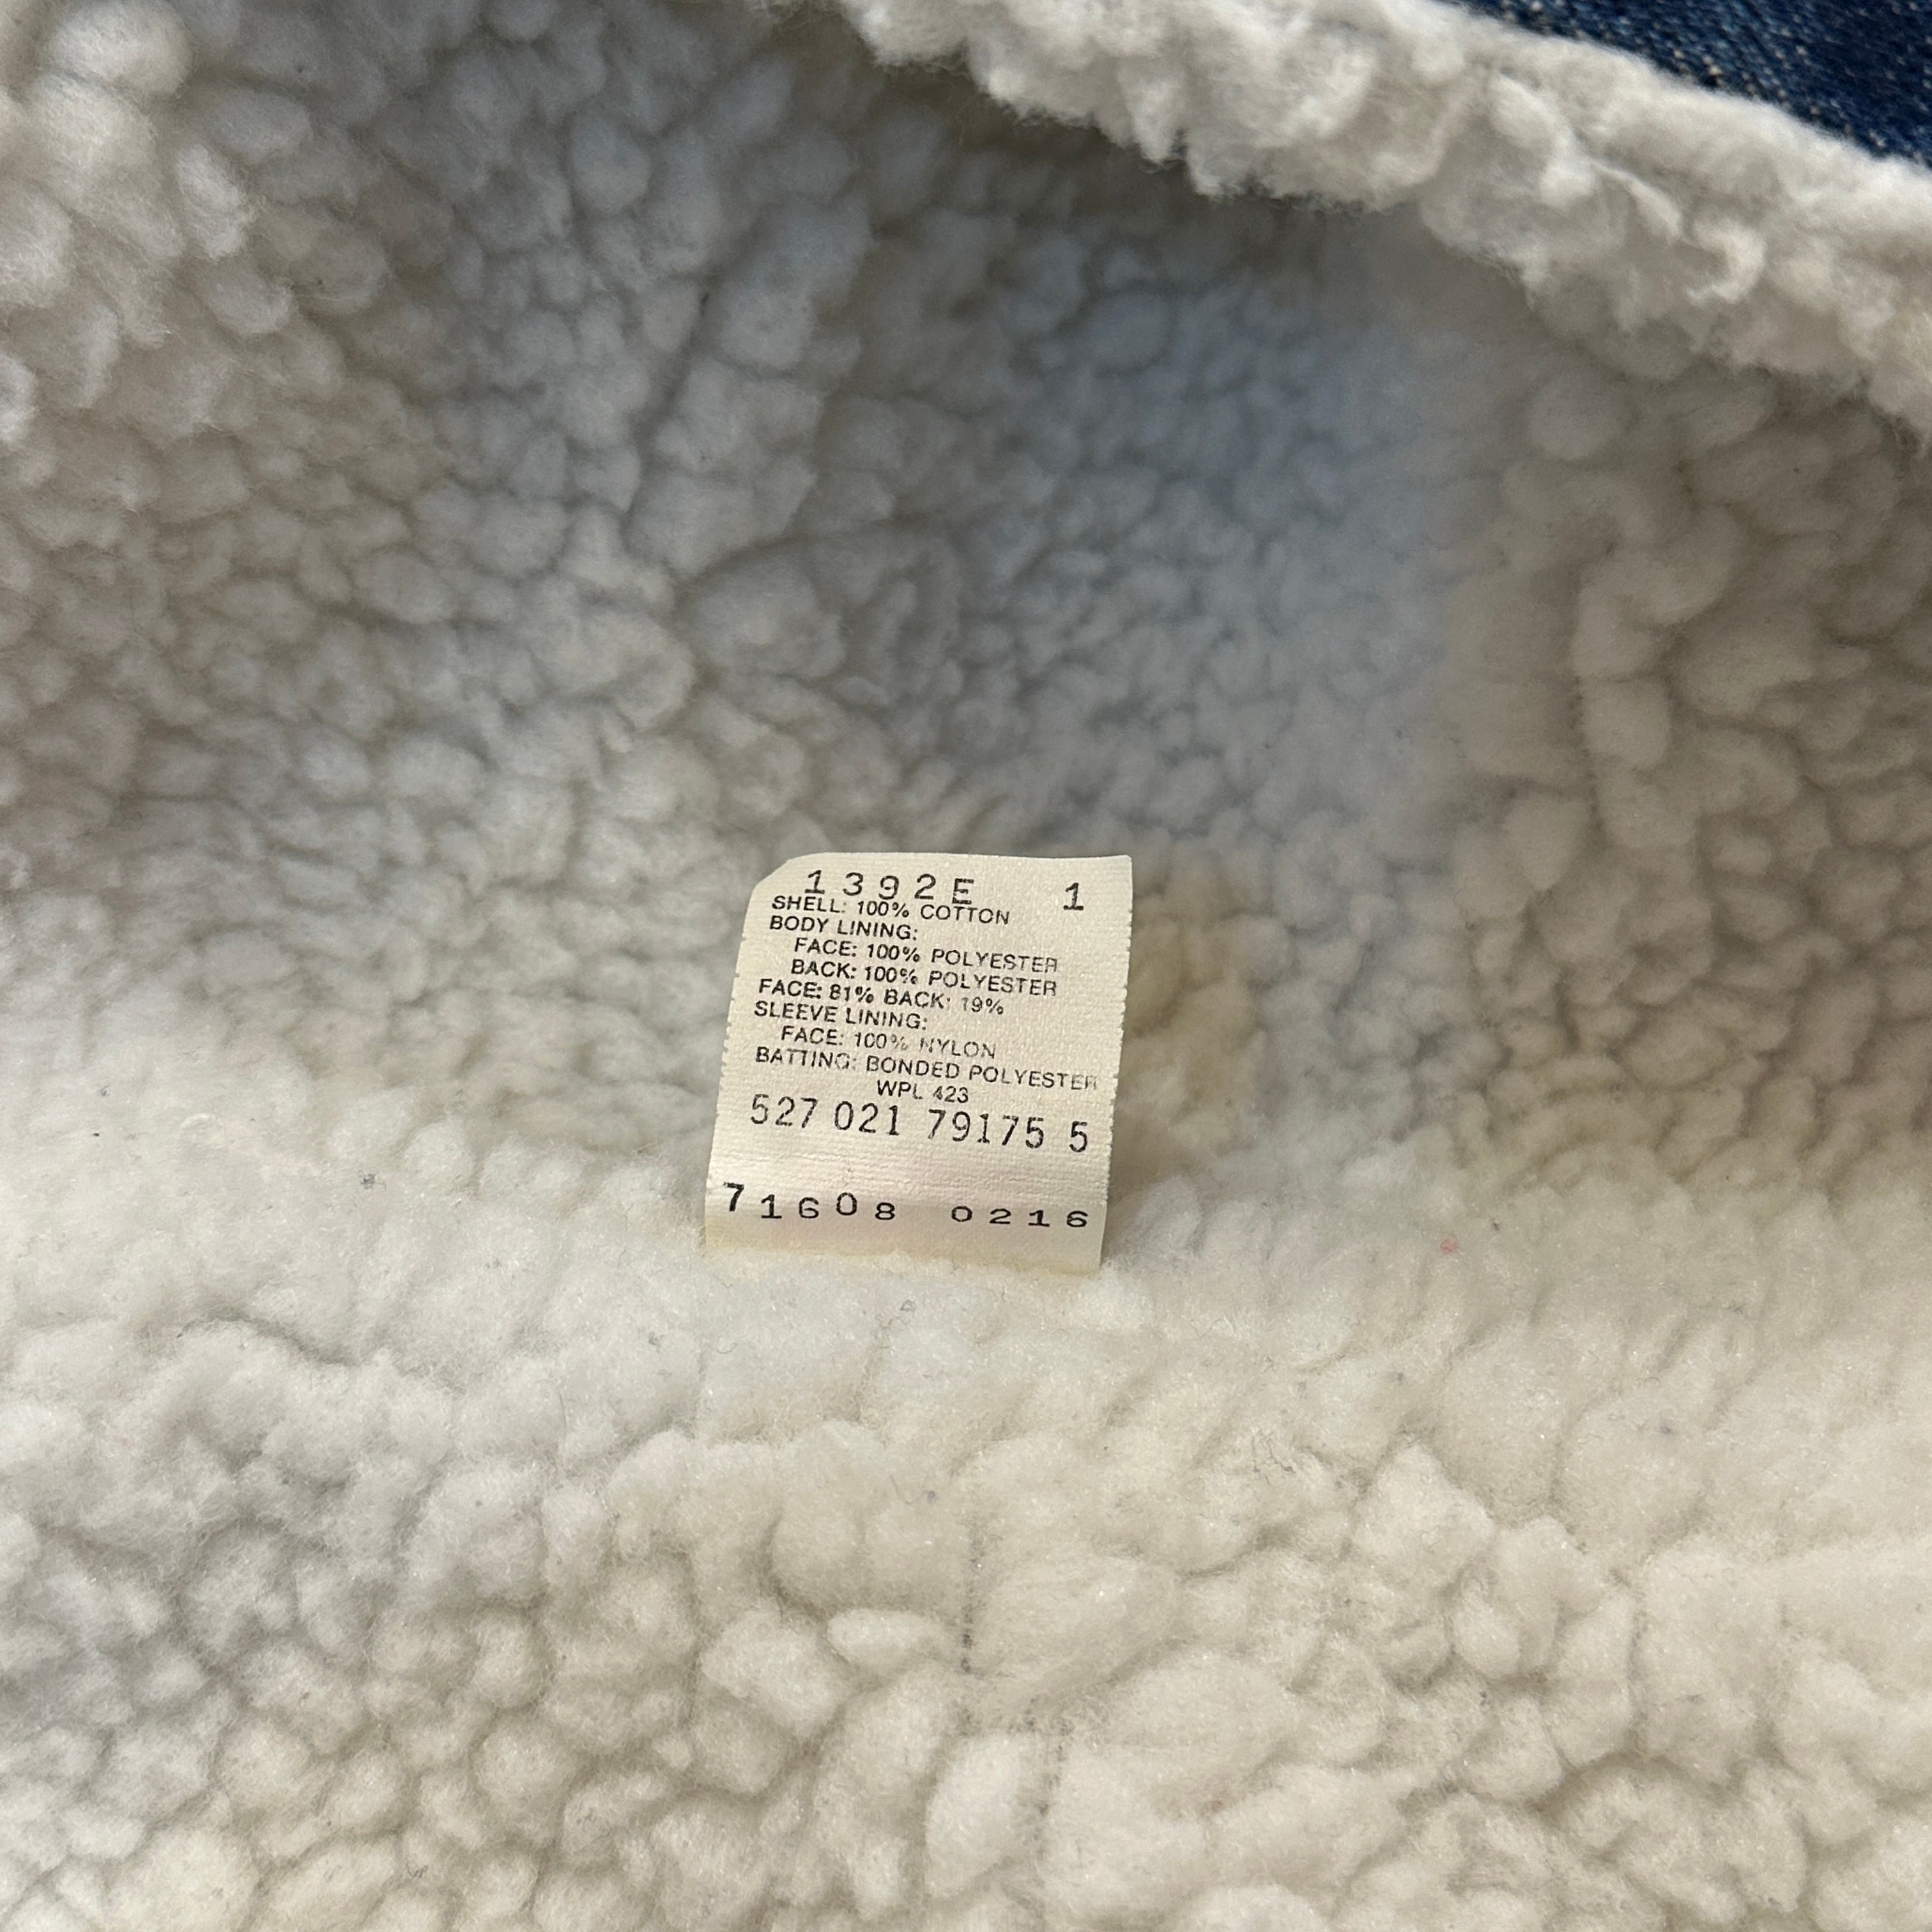 1392E 1
SHELL: 100% COTTON
BODY LINING:
FACE: 100% POLYESTER
BACK: 100% POLYESTER
FACE: 81% BACK: 19%
SLEEVE LINING:
FACE: 100% NYLON
BATTING: BONDED POLYESTER
WPL 423
527 021 79175 5
71608 0216